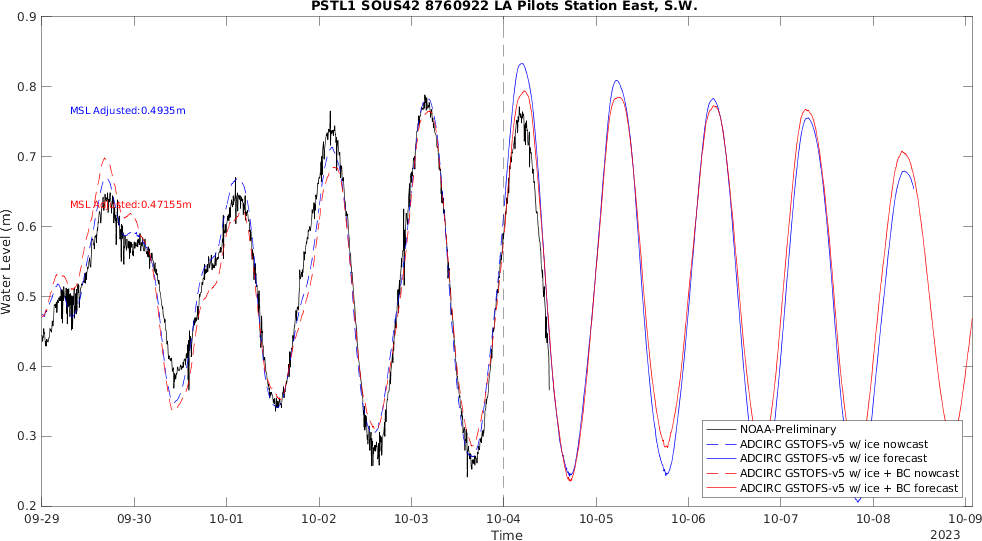 PSTL1 SOUS42 8760922 LA Pilots Station East, S.W.
0.9
0.8
0.7
0.6
0.5
0.4
0.3
0.2
Water Level (m)
MSL Adjusted:0.4935m
MSL Adjusted:0.47155m
NOAA-Preliminary
ADCIRC GSTOFS-v5 w/ ice nowcast
ADCIRC GSTOFS-v5 w/ ice forecast
ADCIRC GSTOFS-v5 w/ ice + BC nowcast
ADCIRC GSTOFS-v5 w/ ice + BC forecast
09-29 09-30 10-01 10-02 10-03 10-04 10-05 10-06 10-07 10-08 10-09
Time
2023